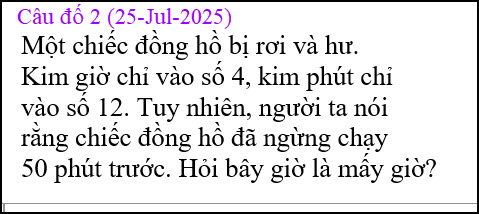 Câu đố 2 (25-Jul-2025)
Một chiếc đồng hồ bị rơi và hư.
Kim giờ chỉ vào số 4, kim phút chỉ
vào số 12. Tuy nhiên, người ta nói
rằng chiếc đồng hồ đã ngừng chạy
50 phút trước. Hỏi bây giờ là mấy giờ?